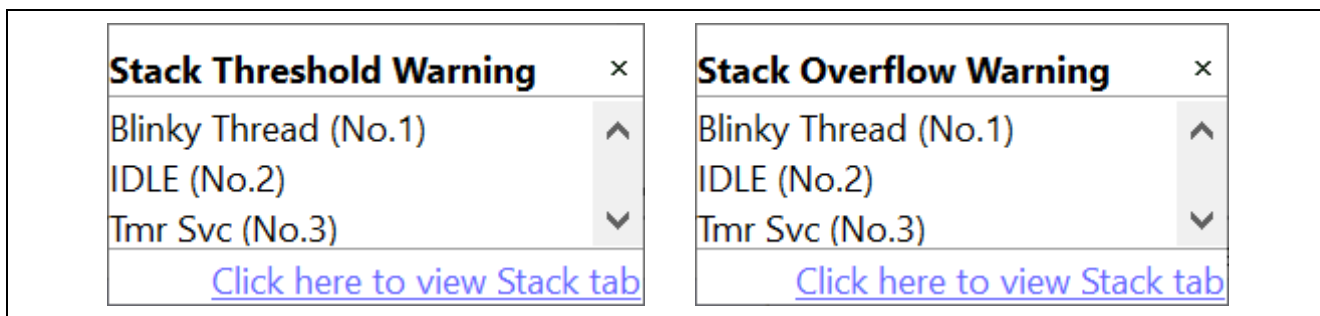 Stack Threshold Warning ×
Blinky Thread (No.1)
IDLE (No.2)
Tmr Svc (No.3)
Click here to view Stack tab
Stack Overflow Warning ×
Blinky Thread (No.1)
IDLE (No.2)
Tmr Svc (No.3)
Click here to view Stack tab